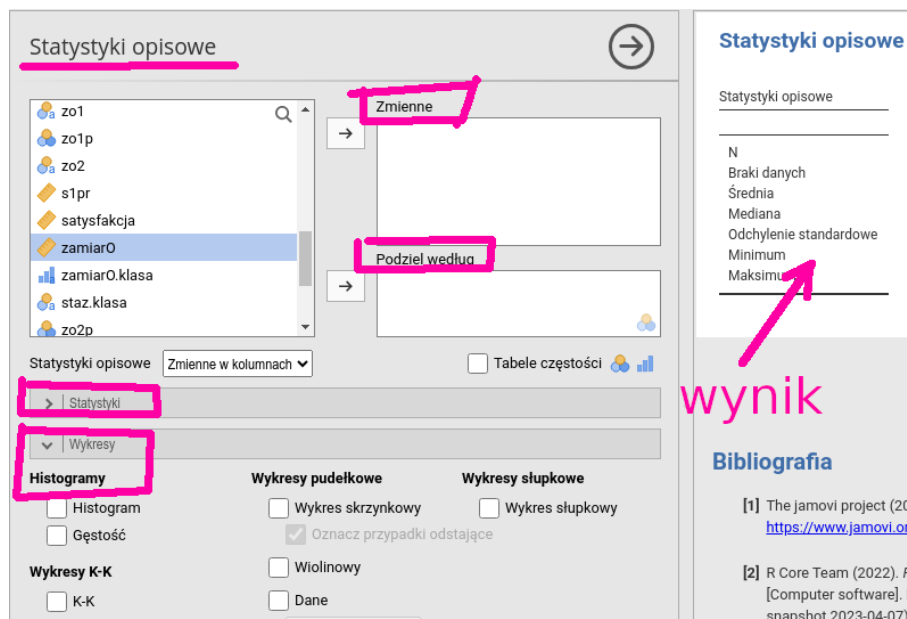 Statystyki opisowe
zo1
zo1p
zo2
s1pr
satysfakcja
zamiarO
zamiarO.klasa
staz.klasa
zo2p
Zmienne
Podziel według
Statystyki opisowe Zmienne w kolumnach
Tabele częstości
Statystyki
Wykresy
Histogramy
Histogram
Gęstość
Wykresy K-K
K-K
Wykresy pudełkowe
Wykres skrzynkowy
Oznacz przypadki odstające
Wiolinowy
Dane
Wykresy słupkowe
Wykres słupkowy
Statystyki opisowe
Statystyki opisowe
N
Braki danych
Średnia
Mediana
Odchylenie standardowe
Minimum
Maksimum
wynik
Bibliografia
[1] The jamovi project (20
https://www.jamovi.or
[2] R Core Team (2022).
[Computer software].
snapshot 2023-04-07)